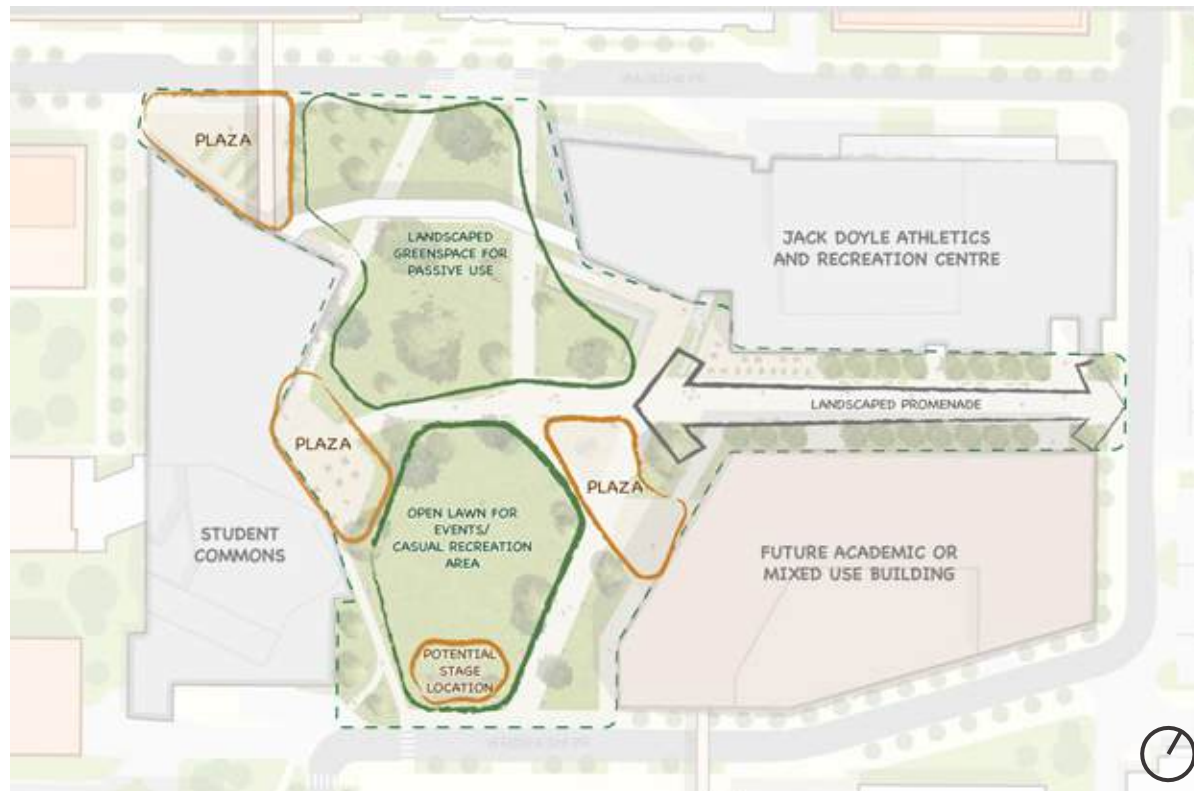 PLAZA
LANDSCAPED
GREENSPACE FOR
PASSIVE USE
JACK DOYLE ATHLETICS
AND RECREATION CENTRE
LANDSCAPED PROMENADE
PLAZA
PLAZA
OPEN LAWN FOR
EVENTS/
CASUAL RECREATION
AREA
STUDENT
COMMONS
FUTURE ACADEMIC OR
MIXED USE BUILDING
POTENTIAL
STAGE
LOCATION